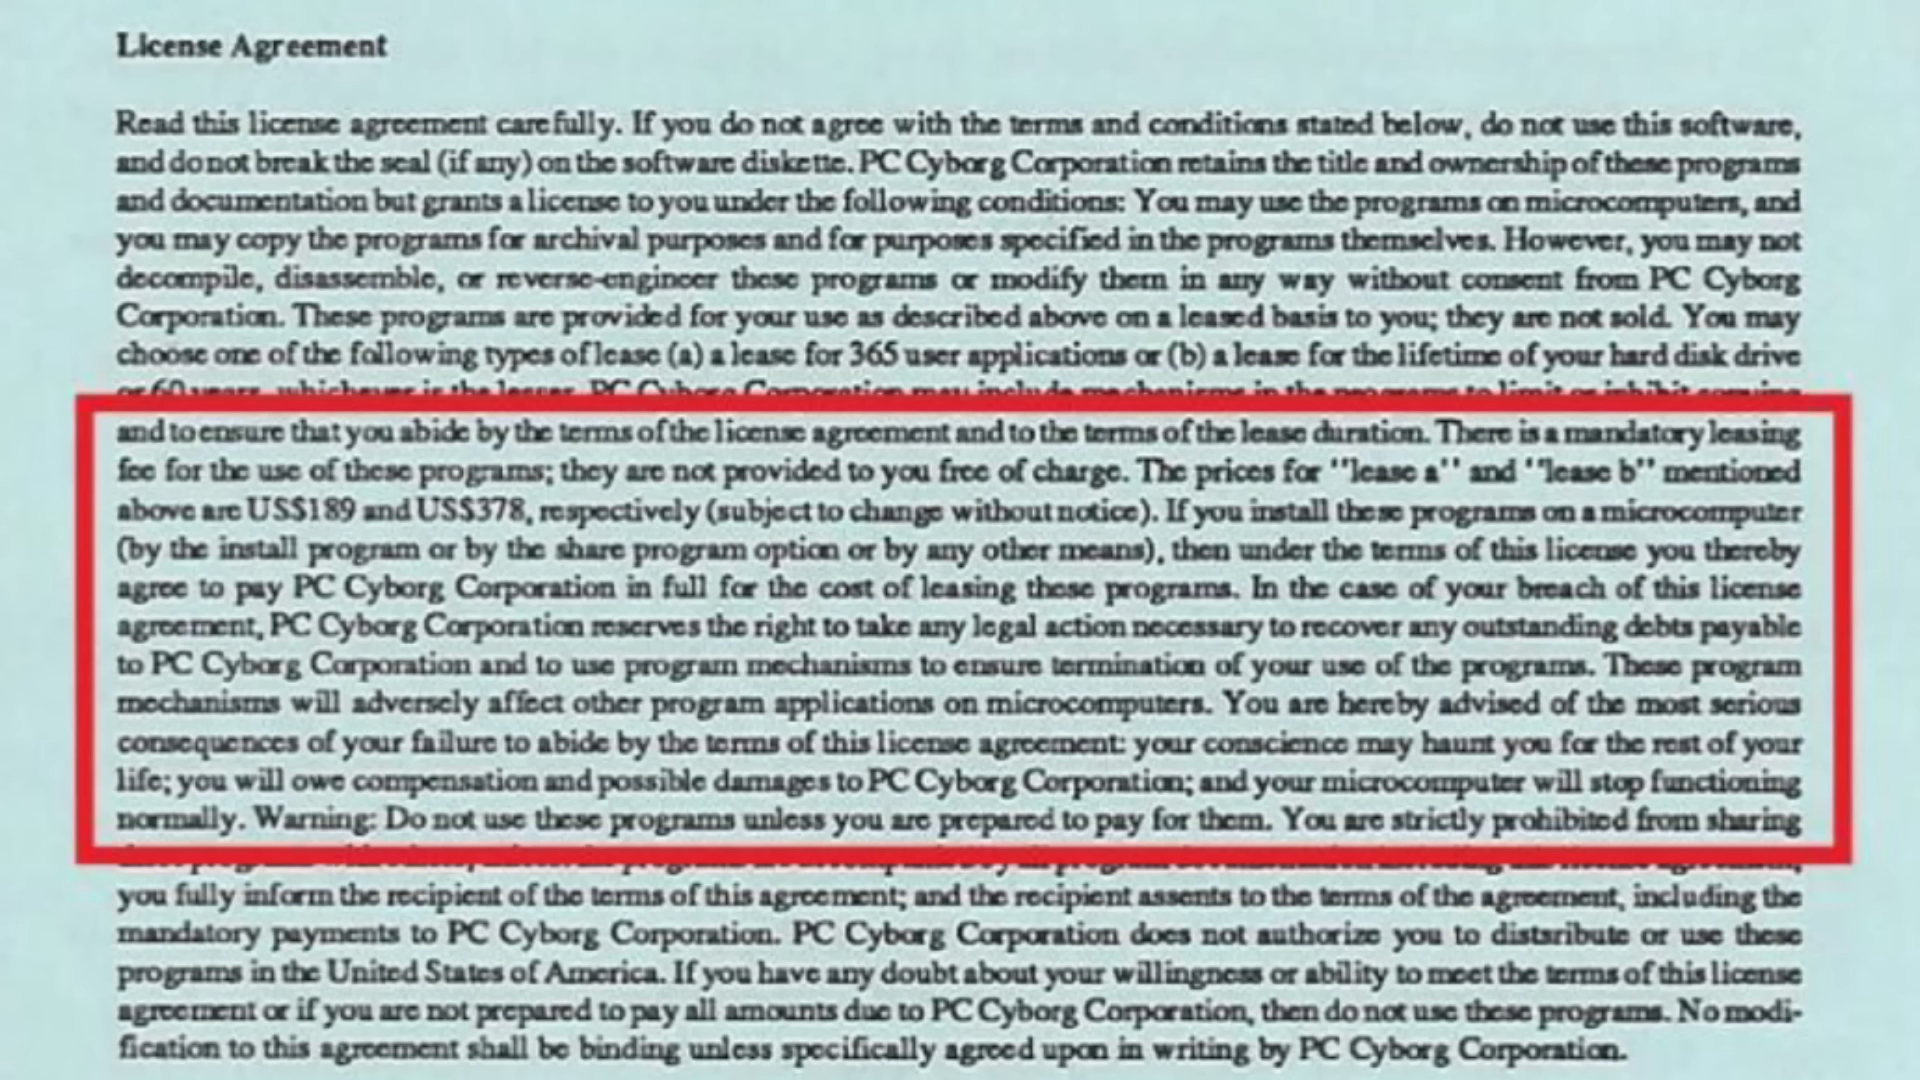 License Agreement
Read this license agreement carefully. If you do not agree with the terms and conditions stated below, do not use this software,
and do not break the seal (if any) on the software diskette. PC Cyborg Corporation retains the title and ownership of these programs
and documentation but grants a license to you under the following conditions: You may use the programs on microcomputers, and
you may copy the programs for archival purposes and for purposes specified in the programs themselves. However, you may not
decompile, disassemble, or reverse-engineer these programs or modify them in any way without consent from PC Cyborg
Corporation. These programs are provided for your use as described above on a leased basis to you; they are not sold. You may
choose one of the following types of lease (a) a lease for 365 user applications or (b) a lease for the lifetime of your hard disk drive
or 60 years, whichever is the lesser. PC Cyborg Corporation may include mechanisms in the programs to limit or inhibit copying
and to ensure that you abide by the terms of the license agreement and to the terms of the lease duration. There is a mandatory leasing
fee for the use of these programs; they are not provided to you free of charge. The prices for "lease a" and "lease b" mentioned
above are US$189 and US$378, respectively (subject to change without notice). If you install these programs on a microcomputer
(by the install program or by the share program option or by any other means), then under the terms of this license you thereby
agree to pay PC Cyborg Corporation in full for the cost of leasing these programs. In the case of your breach of this license
agreement, PC Cyborg Corporation reserves the right to take any legal action necessary to recover any outstanding debts payable
to PC Cyborg Corporation and to use program mechanisms to ensure termination of your use of the programs. These program
mechanisms will adversely affect other program applications on microcomputers. You are hereby advised of the most serious
consequences of your failure to abide by the terms of this license agreement: your conscience may haunt you for the rest of your
life; you will owe compensation and possible damages to PC Cyborg Corporation; and your microcomputer will stop functioning
normally. Warning: Do not use these programs unless you are prepared to pay for them. You are strictly prohibited from sharing
you fully inform the recipient of the terms of this agreement; and the recipient assents to the terms of the agreement, including the
mandatory payments to PC Cyborg Corporation. PC Cyborg Corporation does not authorize you to distsribute or use these
programs in the United States of America. If you have any doubt about your willingness or ability to meet the terms of this license
agreement or if you are not prepared to pay all amounts due to PC Cyborg Corporation, then do not use these programs. No modi-
fication to this agreement shall be binding unless specifically agreed upon in writing by PC Cyborg Corporation.